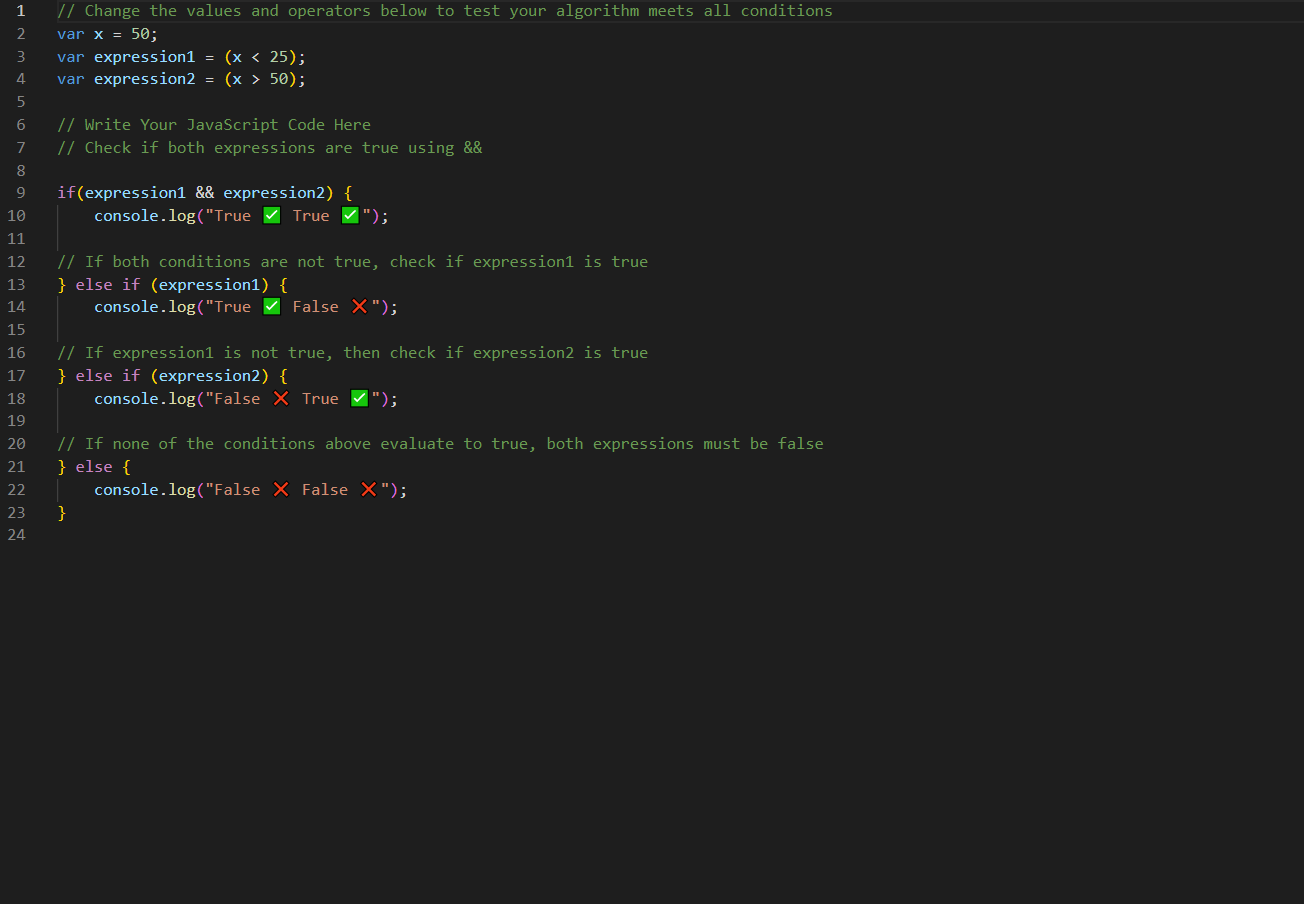 1 // Change the values and operators below to test your algorithm meets all conditions
2 var x = 50;
3 var expression1 = (x < 25);
4 var expression2 = (x > 50);
5
6 // Write Your JavaScript Code Here
7 // Check if both expressions are true using &&
8
9 if(expression1 && expression2) {
10     console.log("True ✅ True ✅");
11
12 // If both conditions are not true, check if expression1 is true
13 } else if (expression1) {
14     console.log("True ✅ False ❌");
15
16 // If expression1 is not true, then check if expression2 is true
17 } else if (expression2) {
18     console.log("False ❌ True ✅");
19
20 // If none of the conditions above evaluate to true, both expressions must be false
21 } else {
22     console.log("False ❌ False ❌");
23 }
24